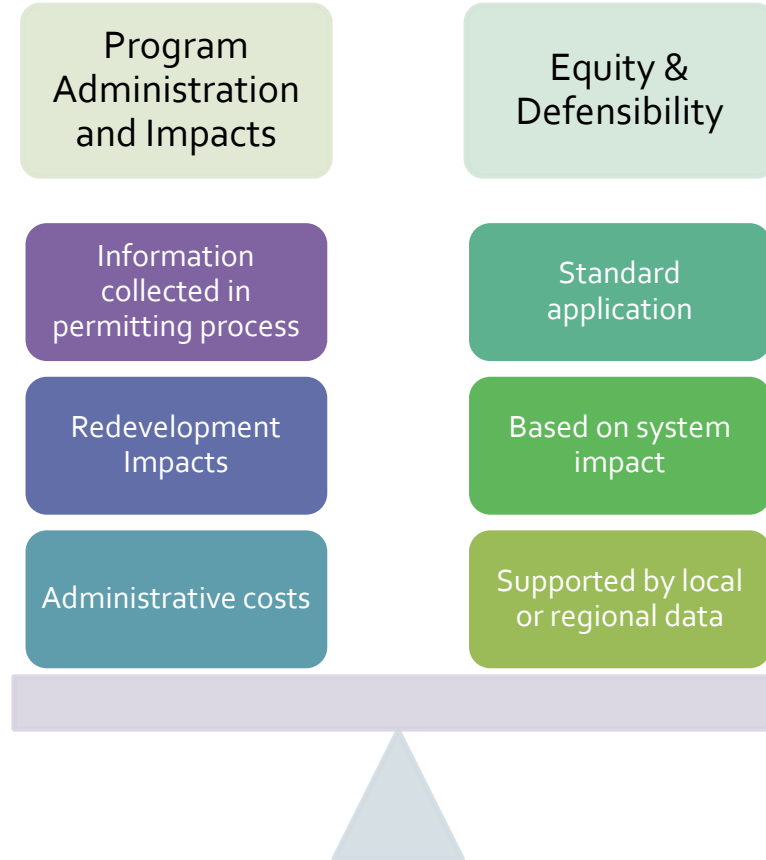 Program
Administration
and Impacts
Equity &
Defensibility
Information
collected in
permitting process
Standard
application
Redevelopment
Impacts
Based on system
impact
Administrative costs
Supported by local
or regional data